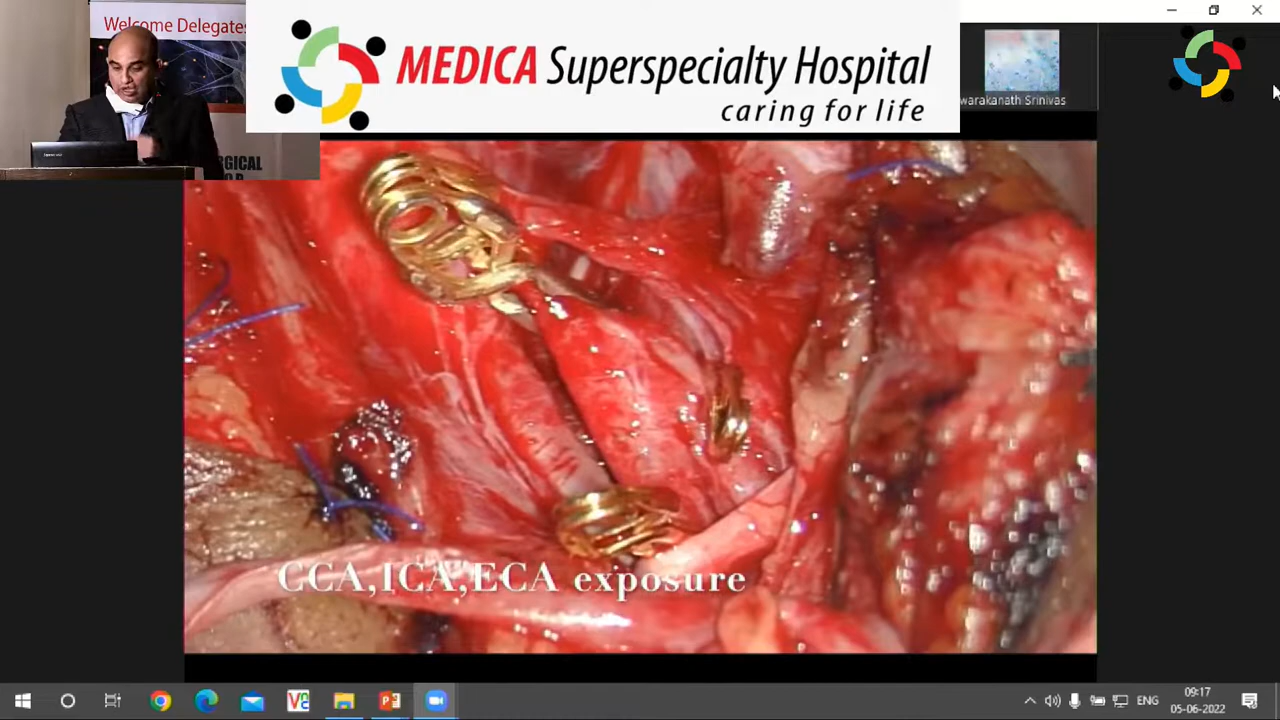 Welcome Delegates
MEDICA Superspecialty Hospital
caring for life
warakanath Srinivas
RGICAL
CCA,ICA,ECA exposure
ENG
09:17
05-06-2022